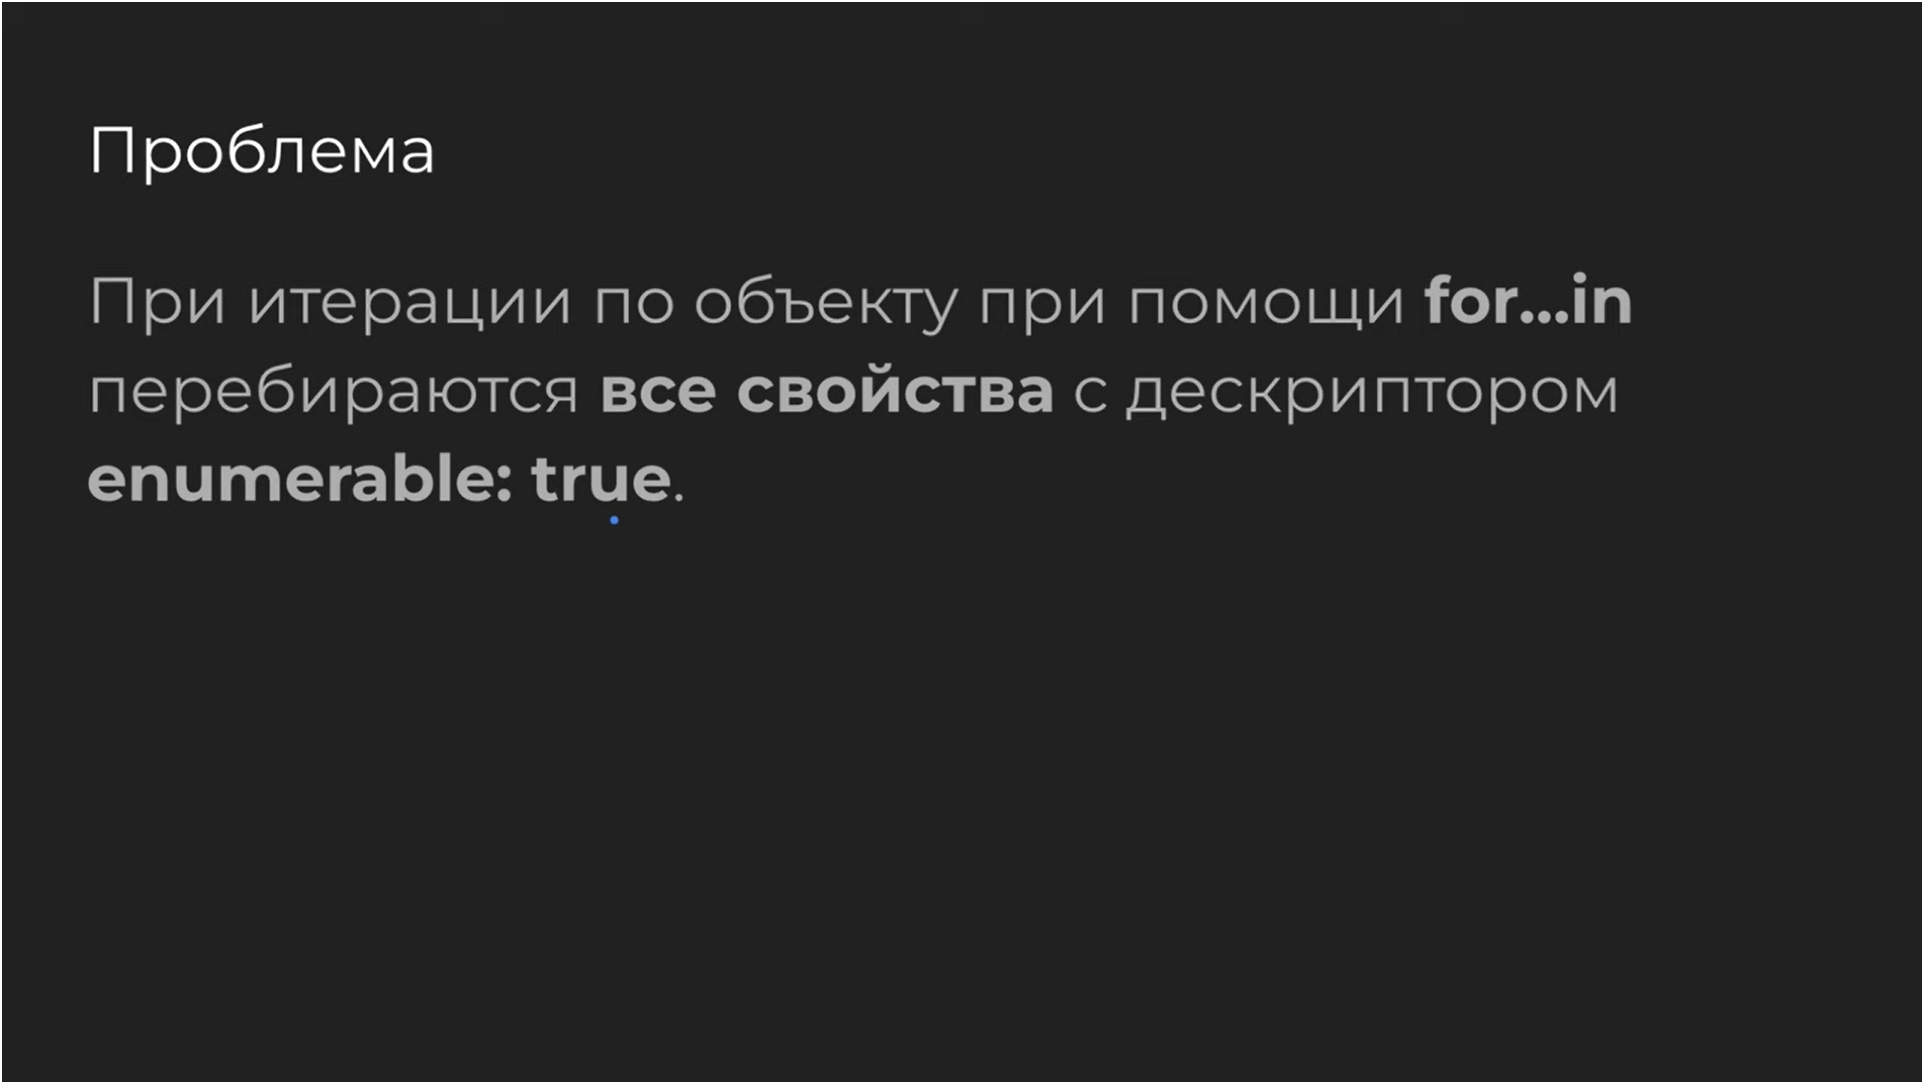 Проблема
При итерации по объекту при помощи for...in
перебираются все свойства с дескриптором
enumerable: true.